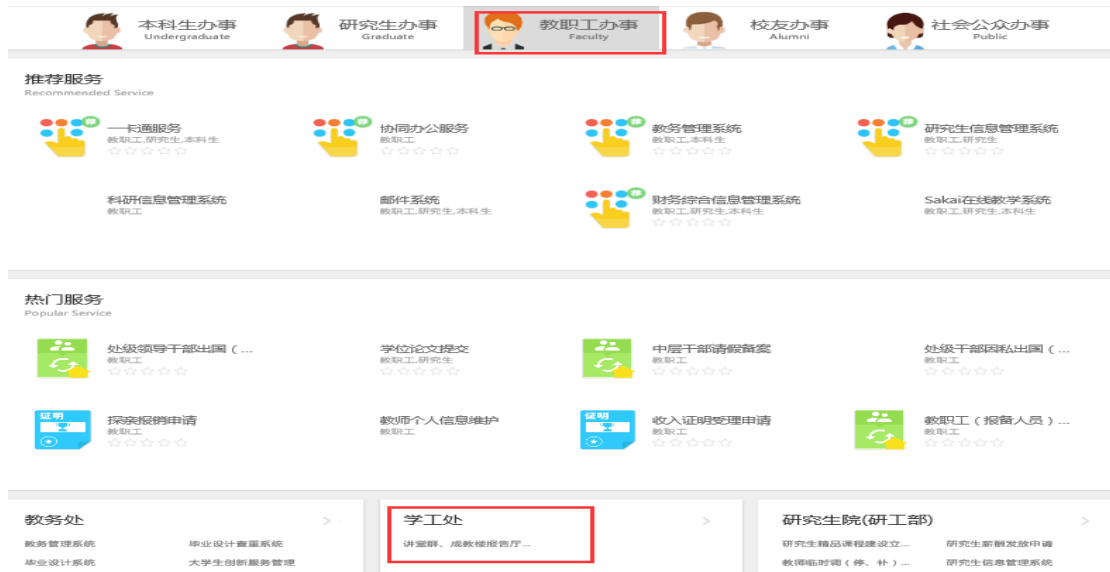 本科生办事 研究生办事 教职工办事 校友办事 社会公众办事
Undergraduate Graduate Faculty Alumni Public
推荐服务
Recommended Service
一卡通服务 协同办公服务 教务管理系统 研究生信息管理系统
教职工,研究生,本科生 教职工 教职工,本科生 教职工,研究生
科研信息管理系统 邮件系统 财务综合信息管理系统 Sakai在线教学系统
教职工 教职工,研究生,本科生 教职工,研究生,本科生 教职工,研究生,本科生
热门服务
Popular Service
处级领导干部出国（... 学位论文提交 中层干部请假备案 处级干部因私出国（...
教职工 教职工,研究生 教职工 教职工
证明 探亲报销申请 教师个人信息维护 证明 收入证明受理申请 教职工（报备人员）...
教职工 教职工 教职工 教职工
教务处 > 学工处 > 研究生院(研工部) >
教务管理系统 毕业设计查重系统 讲堂群、成教楼报告厅... 研究生精品课程建设立... 研究生薪酬发放申请
毕业设计系统 大学生创新服务管理 教师临时调（停、补）... 研究生信息管理系统